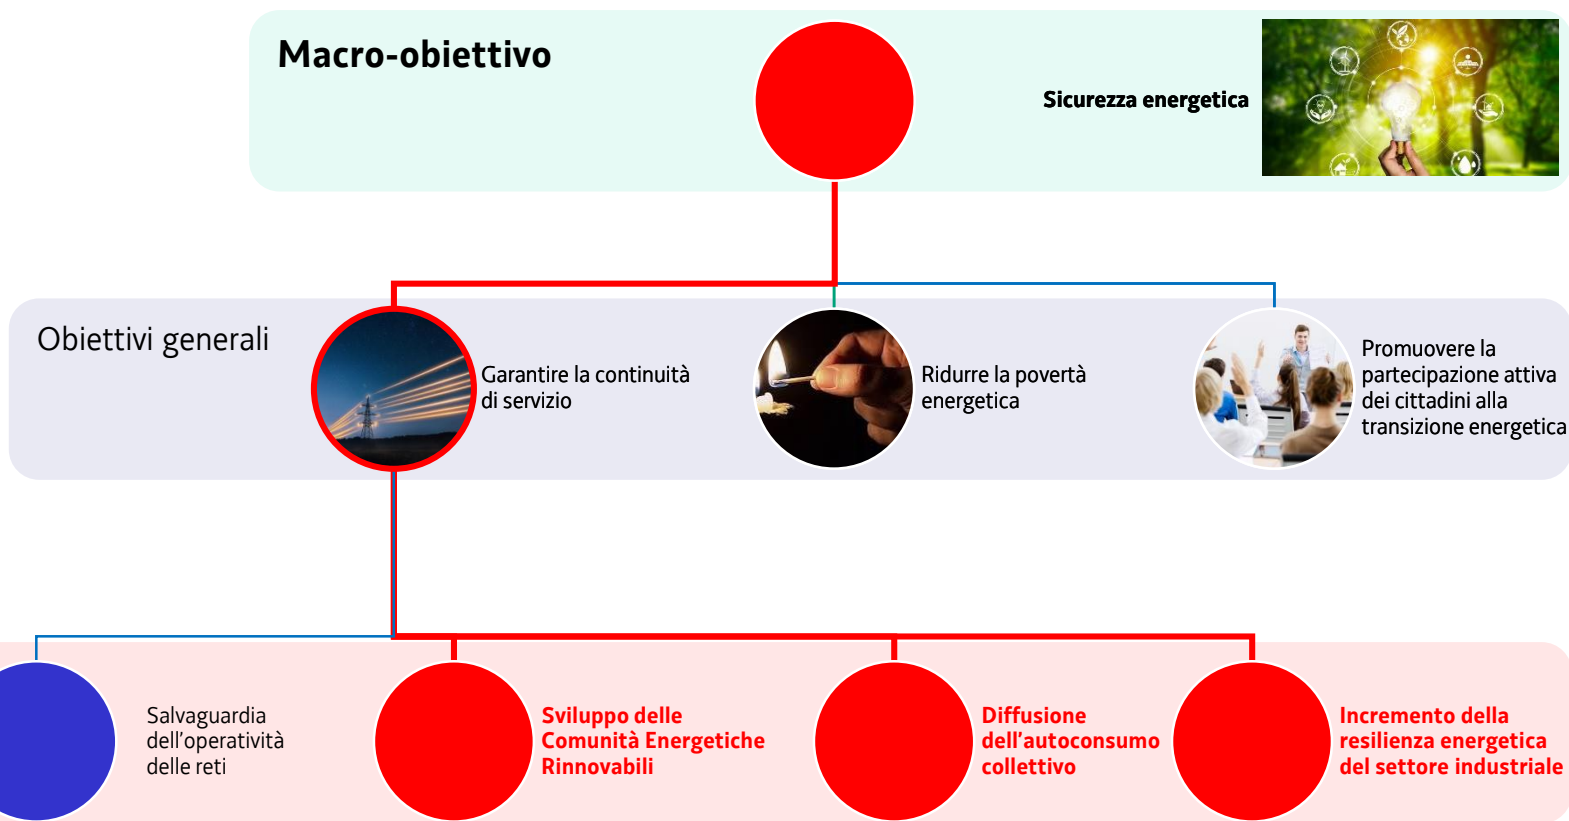 Macro-obiettivo
Sicurezza energetica
Obiettivi generali
Garantire la continuità
di servizio
Ridurre la povertà
energetica
Promuovere la
partecipazione attiva
dei cittadini alla
transizione energetica
Salvaguardia
dell'operatività
delle reti
Sviluppo delle
Comunità Energetiche
Rinnovabili
Diffusione
dell'autoconsumo
collettivo
Incremento della
resilienza energetica
del settore industriale